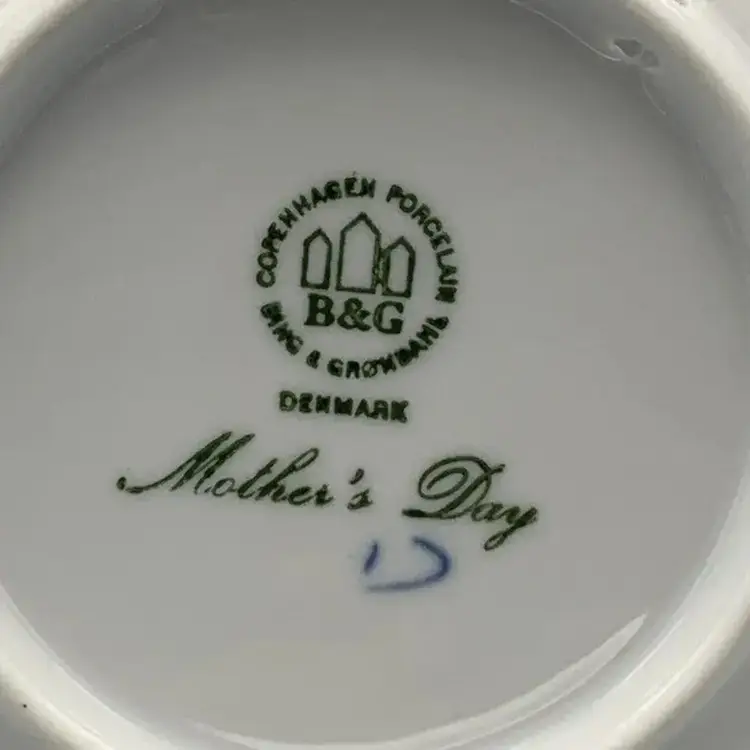 COPENHAGEN PORCELAIN
B&G
BING & GRØNDAHL
DENMARK
Mother's Day